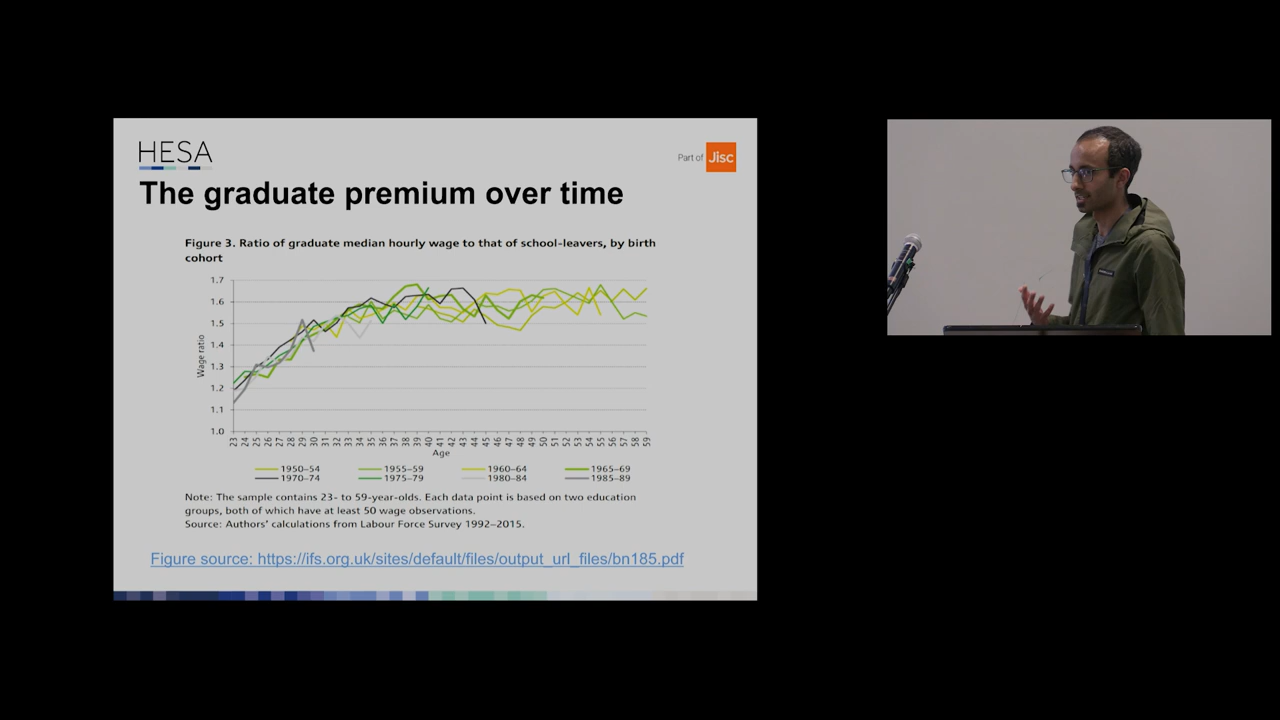 HESA
Part of Jisc
The graduate premium over time
Figure 3. Ratio of graduate median hourly wage to that of school-leavers, by birth
cohort
1.7
1.6
1.5
1.4
1.3
1.2
1.1
1.0
Wage ratio
23 24 25 26 27 28 29 30 31 32 33 34 35 36 37 38 39 40 41 42 43 44 45 46 47 48 49 50 51 52 53 54 55 56 57 58 59
Age
1950–54 1955–59 1960–64 1965–69
1970–74 1975–79 1980–84 1985–89
Note: The sample contains 23- to 59-year-olds. Each data point is based on two education
groups, both of which have at least 50 wage observations.
Source: Authors’ calculations from Labour Force Survey 1992–2015.
Figure source: https://ifs.org.uk/sites/default/files/output_url_files/bn185.pdf